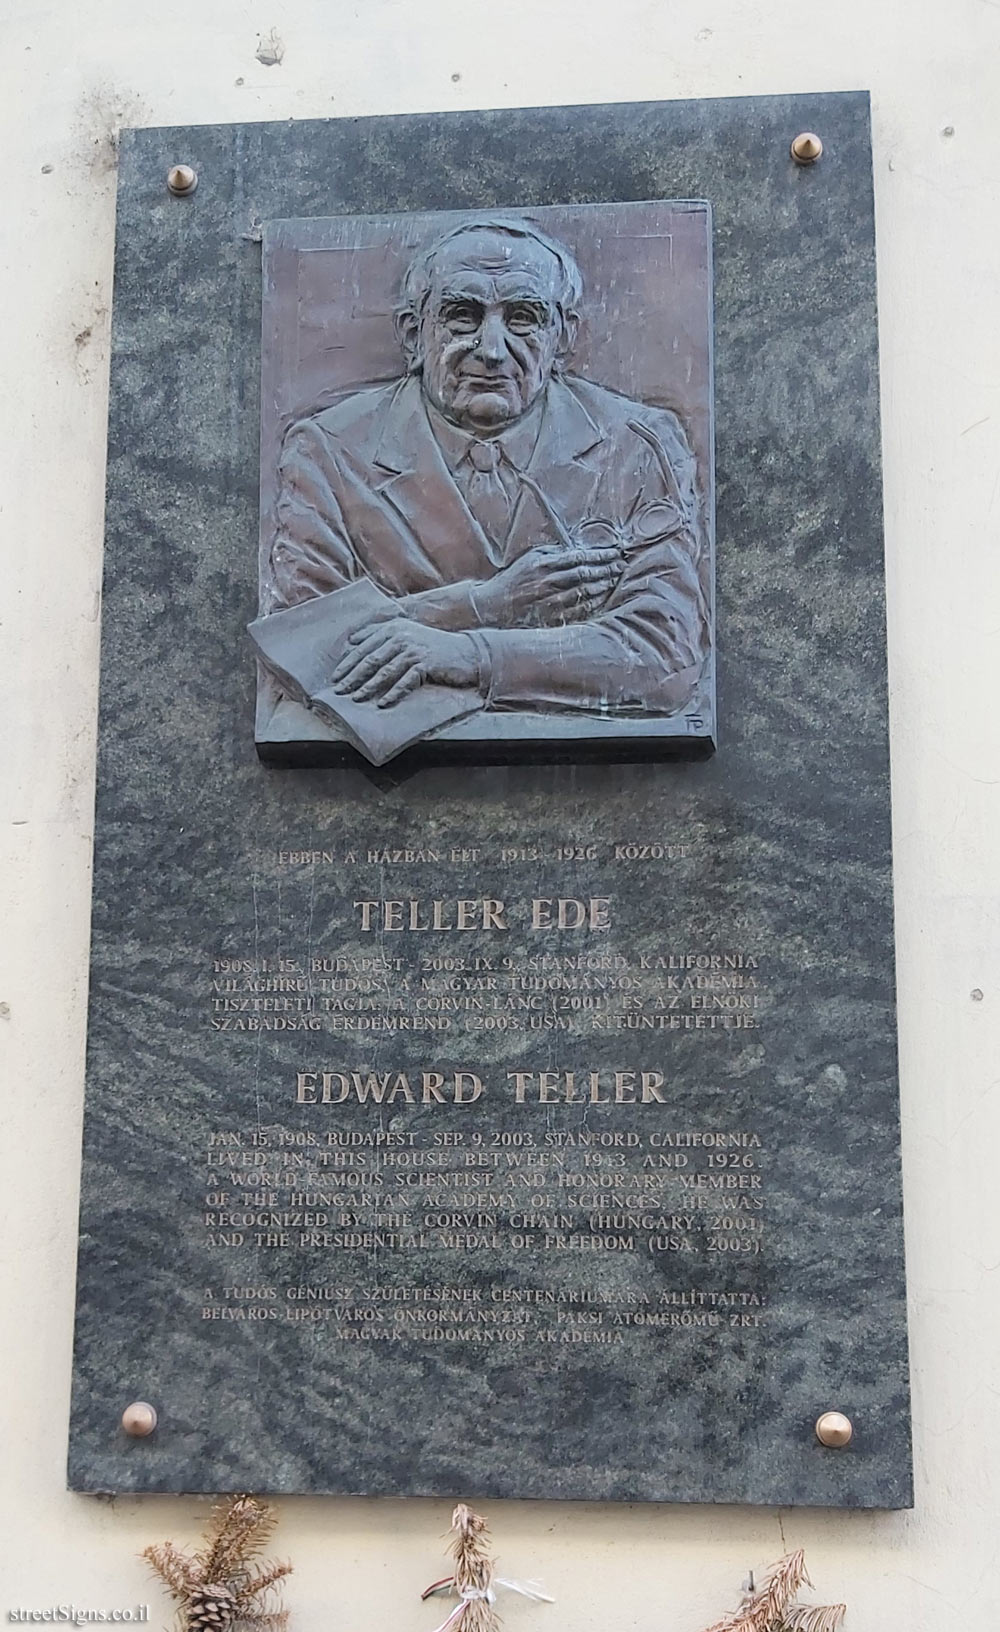 EBBEN A HÁZBAN ÉLT 1913-1926 KÖZÖTT
TELLER EDE
1908.I.15., BUDAPEST - 2003.IX.9., STANFORD, KALIFORNIA
VILÁGHÍRŰ TUDÓS, A MAGYAR TUDOMÁNYOS AKADÉMIA
TISZTELETI TAGJA, A CORVIN-LÁNC (2001) ÉS AZ ELNÖKI
SZABADSÁG ÉRDEMREND (2003, USA) KITÜNTETETTJE.
EDWARD TELLER
JAN. 15, 1908, BUDAPEST - SEP. 9, 2003, STANFORD, CALIFORNIA
LIVED IN THIS HOUSE BETWEEN 1913 AND 1926.
A WORLD-FAMOUS SCIENTIST AND HONORARY MEMBER
OF THE HUNGARIAN ACADEMY OF SCIENCES, HE WAS
RECOGNIZED BY THE CORVIN CHAIN (HUNGARY, 2001)
AND THE PRESIDENTIAL MEDAL OF FREEDOM (USA, 2003).
A TUDÓS GÉNIUSZ SZÜLETÉSÉNEK CENTENÁRIUMÁRA ÁLLÍTTATTA:
BELVÁROS-LIPÓTVÁROS ÖNRORMÁNYZAT, PAKSI ATOMERŐMŰ ZRT.
MAGYAR TUDOMÁNYOS AKADÉMIA
streetSigns.co.il